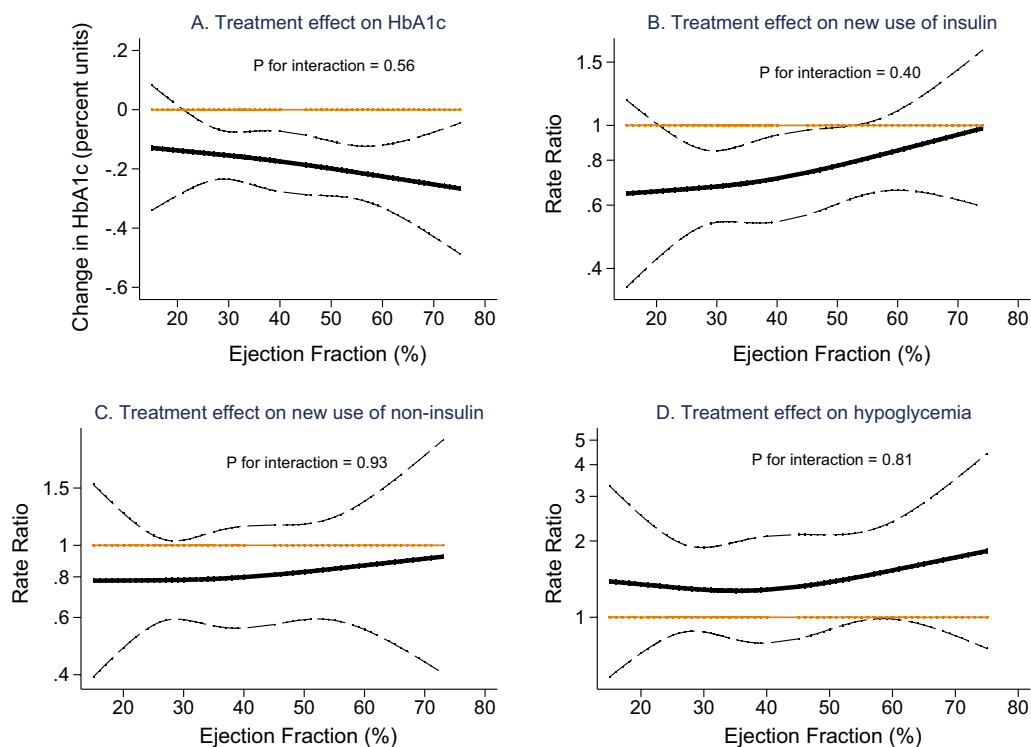 A. Treatment effect on HbA1c
P for interaction = 0.56
Change in HbA1c (percent units)
.2
0
-.2
-.4
-.6
20 30 40 50 60 70 80
Ejection Fraction (%)
B. Treatment effect on new use of insulin
P for interaction = 0.40
Rate Ratio
1.5
1
.8
.6
.4
20 30 40 50 60 70 80
Ejection Fraction (%)
C. Treatment effect on new use of non-insulin
P for interaction = 0.93
Rate Ratio
1.5
1
.8
.6
.4
20 30 40 50 60 70 80
Ejection Fraction (%)
D. Treatment effect on hypoglycemia
P for interaction = 0.81
Rate Ratio
5
4
3
2
1
20 30 40 50 60 70 80
Ejection Fraction (%)